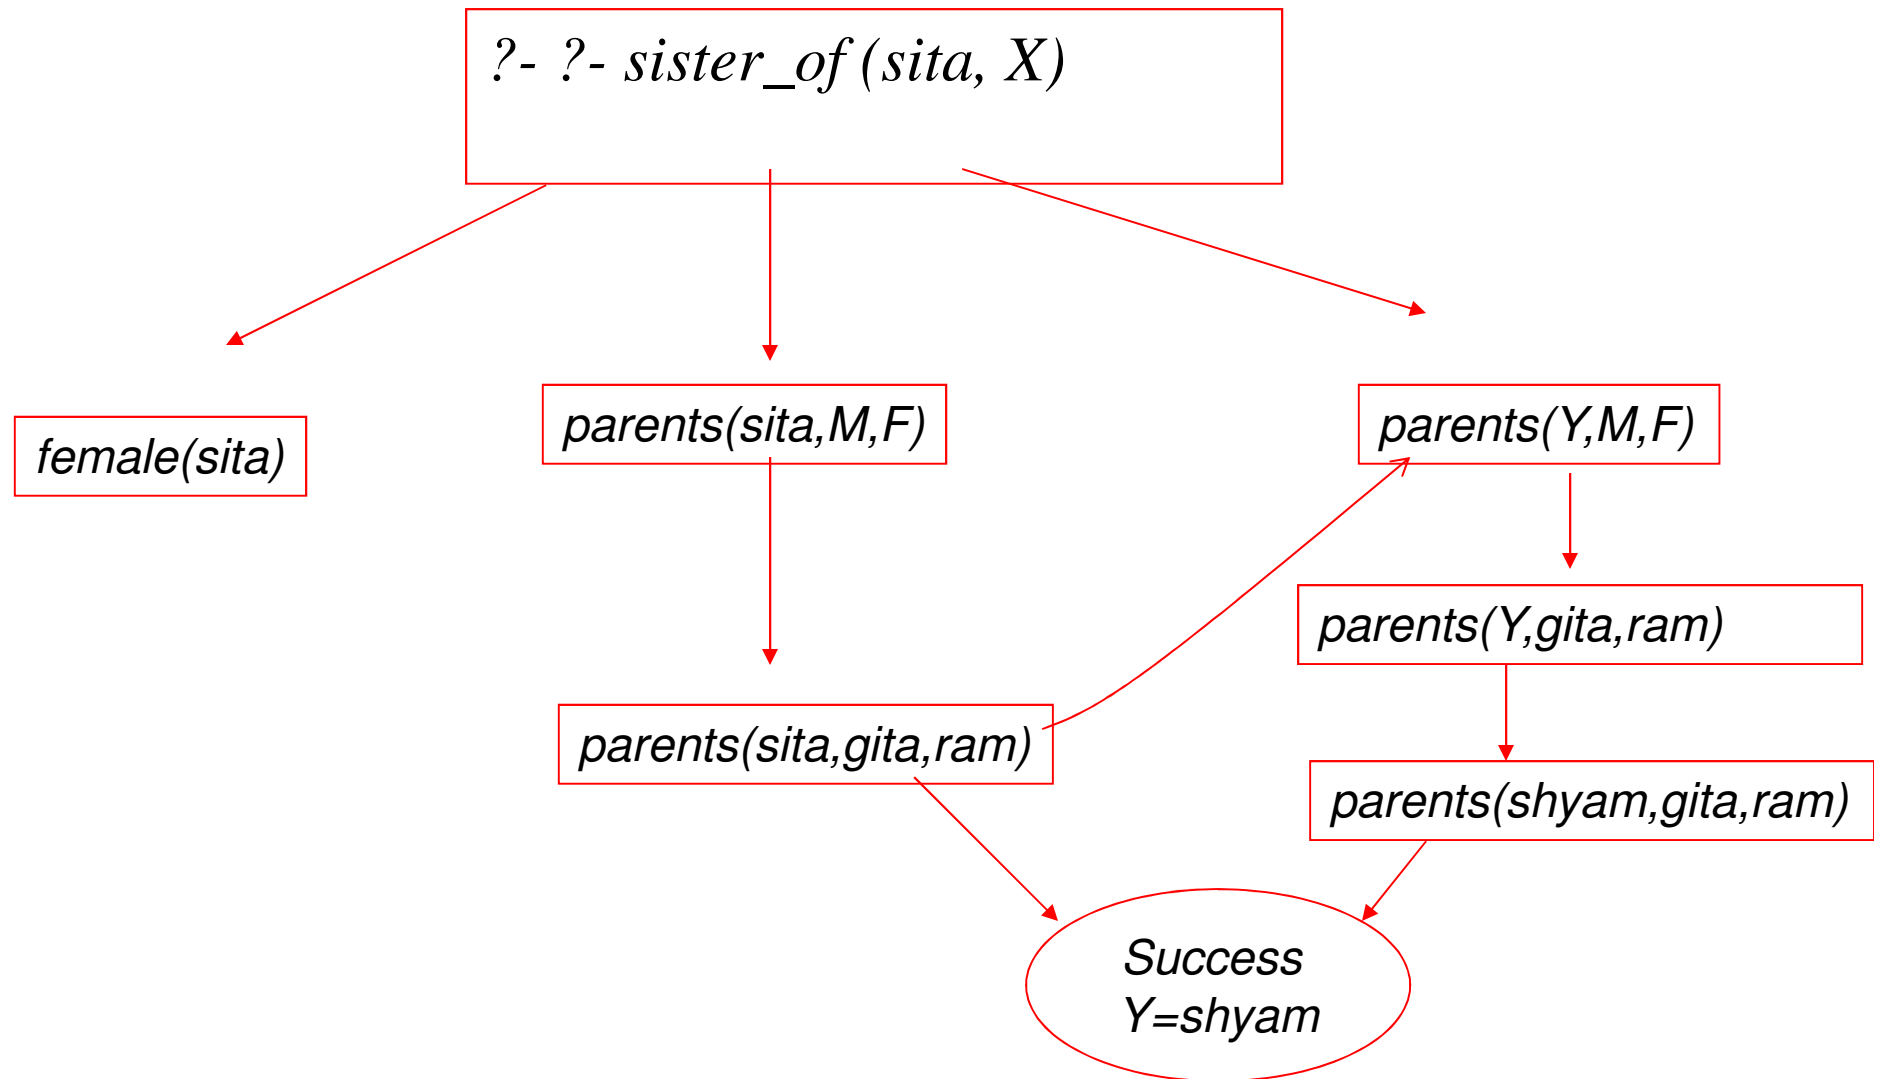 ?- ?- sister_of (sita, X)
female(sita)
parents(sita,M,F)
parents(Y,M,F)
parents(Y,gita,ram)
parents(sita,gita,ram)
parents(shyam,gita,ram)
Success
Y=shyam